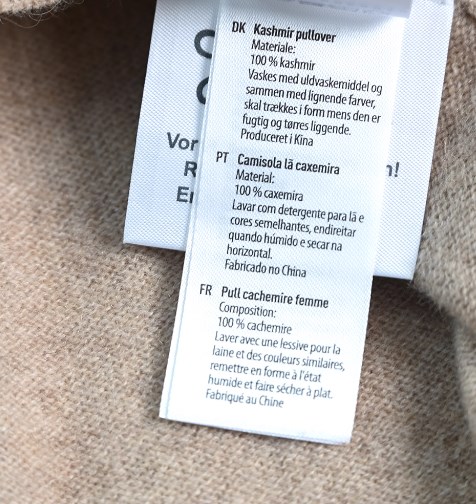 DK Kashmir pullover
Materiale:
100 % kashmir
Vaskes med uldvaskemiddel og
sammen med lignende farver,
skal trækkes i form mens den er
fugtig og tørres liggende.
Produceret i Kina
PT Camisola lã caxemira
Material:
100 % caxemira
Lavar com detergente para lã e
cores semelhantes, endireitar
quando húmido e secar na
horizontal.
Fabricado no China
FR Pull cachemire femme
Composition:
100 % cachemire
Laver avec une lessive pour la
laine et des couleurs similaires,
remettre en forme à l'état
humide et faire sécher à plat.
Fabriqué au Chine